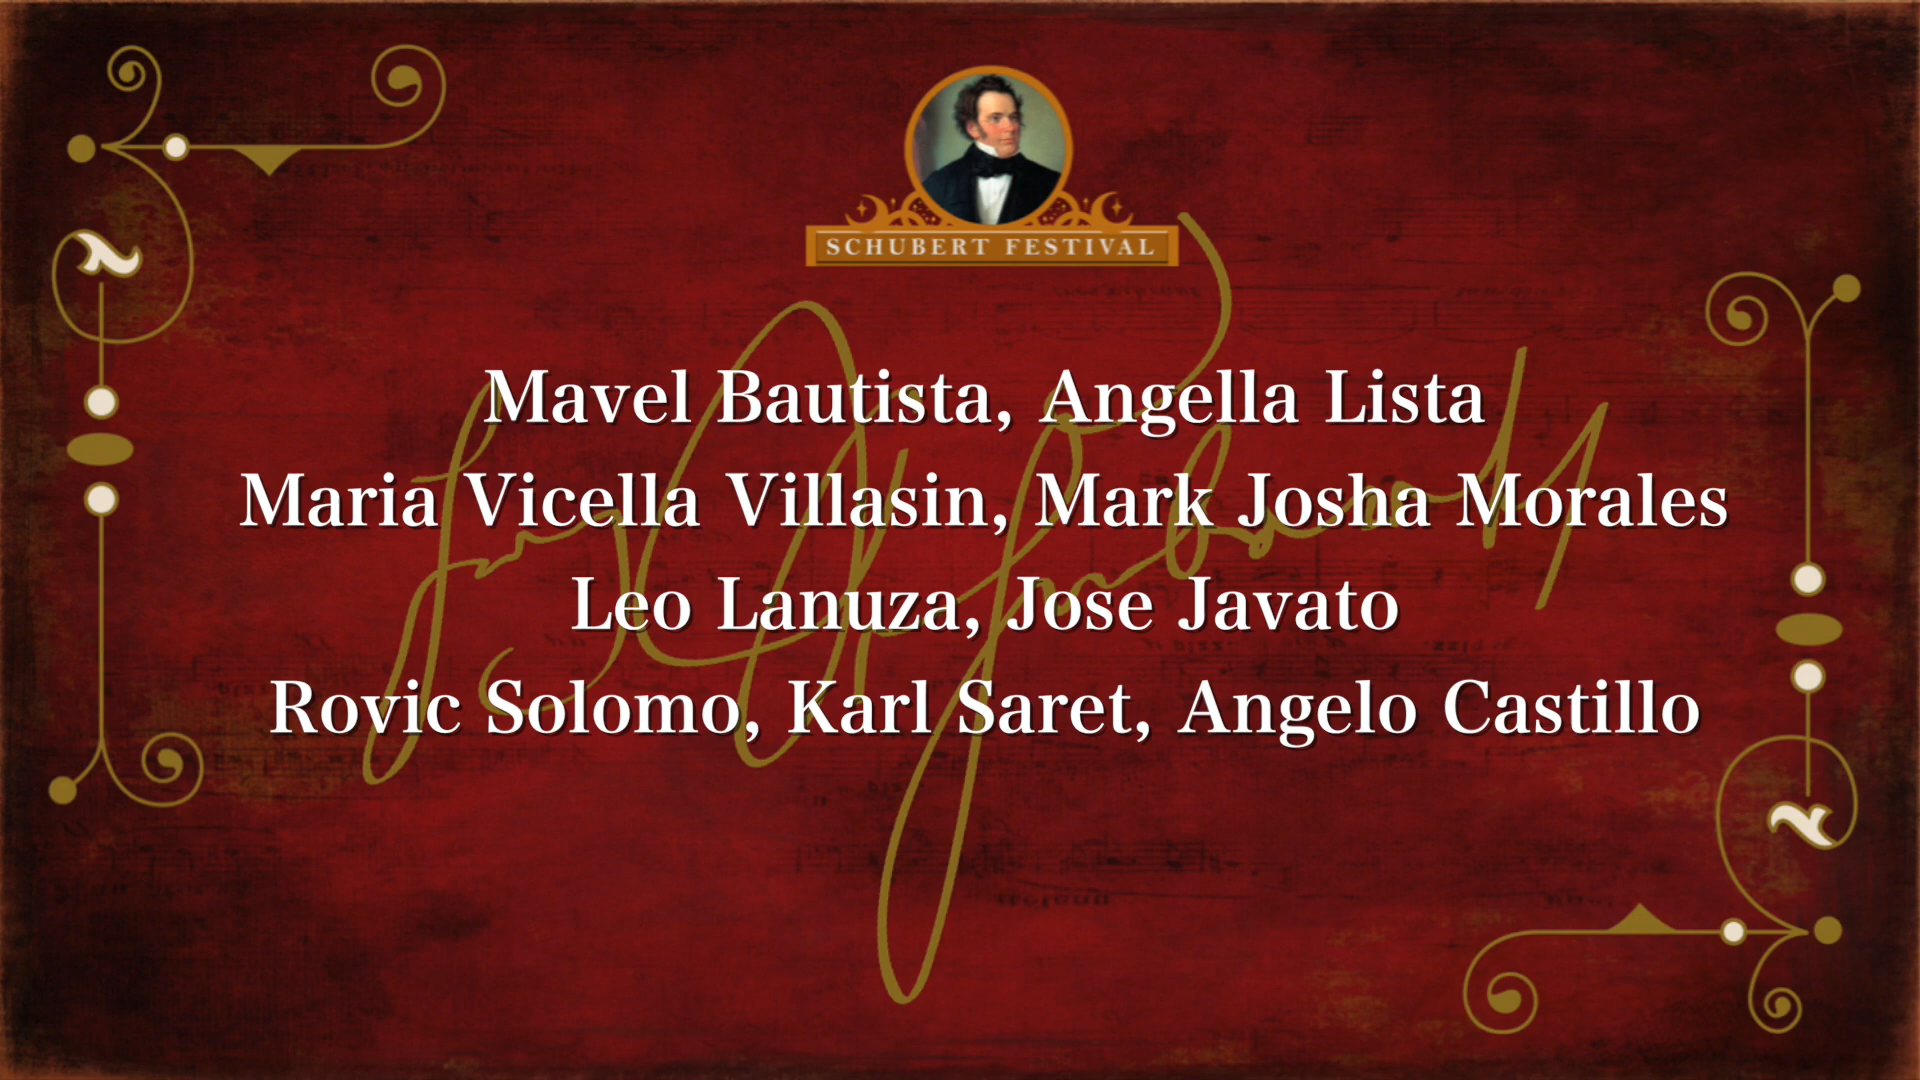 SCHUBERT FESTIVAL
Mavel Bautista, Angella Lista
Maria Vicella Villasin, Mark Josha Morales
Leo Lanuza, Jose Javato
Rovic Solomo, Karl Saret, Angelo Castillo